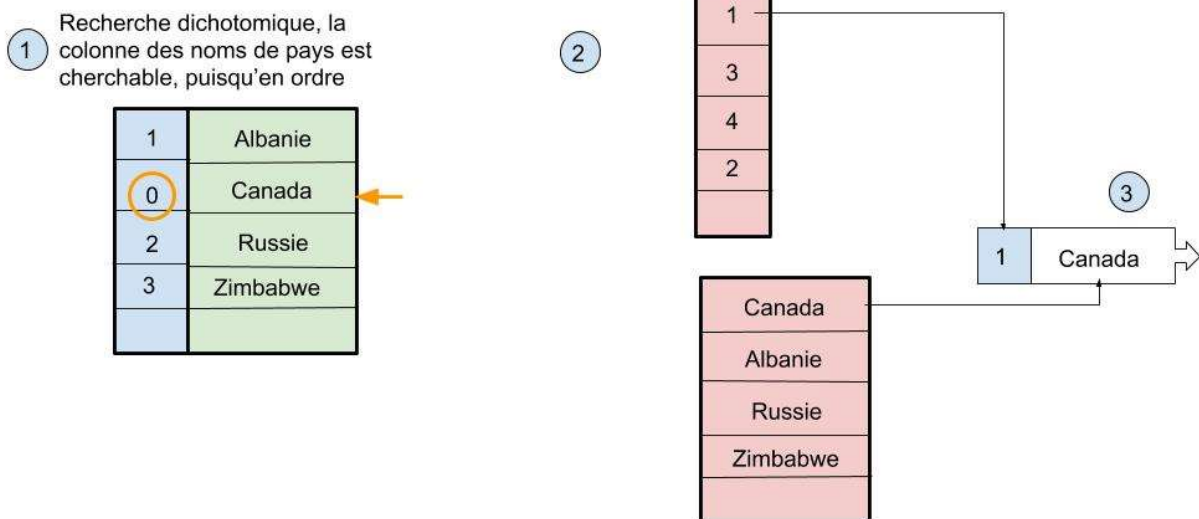 1
Recherche dichotomique, la
colonne des noms de pays est
cherchable, puisqu'en ordre
1 Albanie
0 Canada
2 Russie
3 Zimbabwe
2
1
3
4
2
Canada
Albanie
Russie
Zimbabwe
3
1 Canada